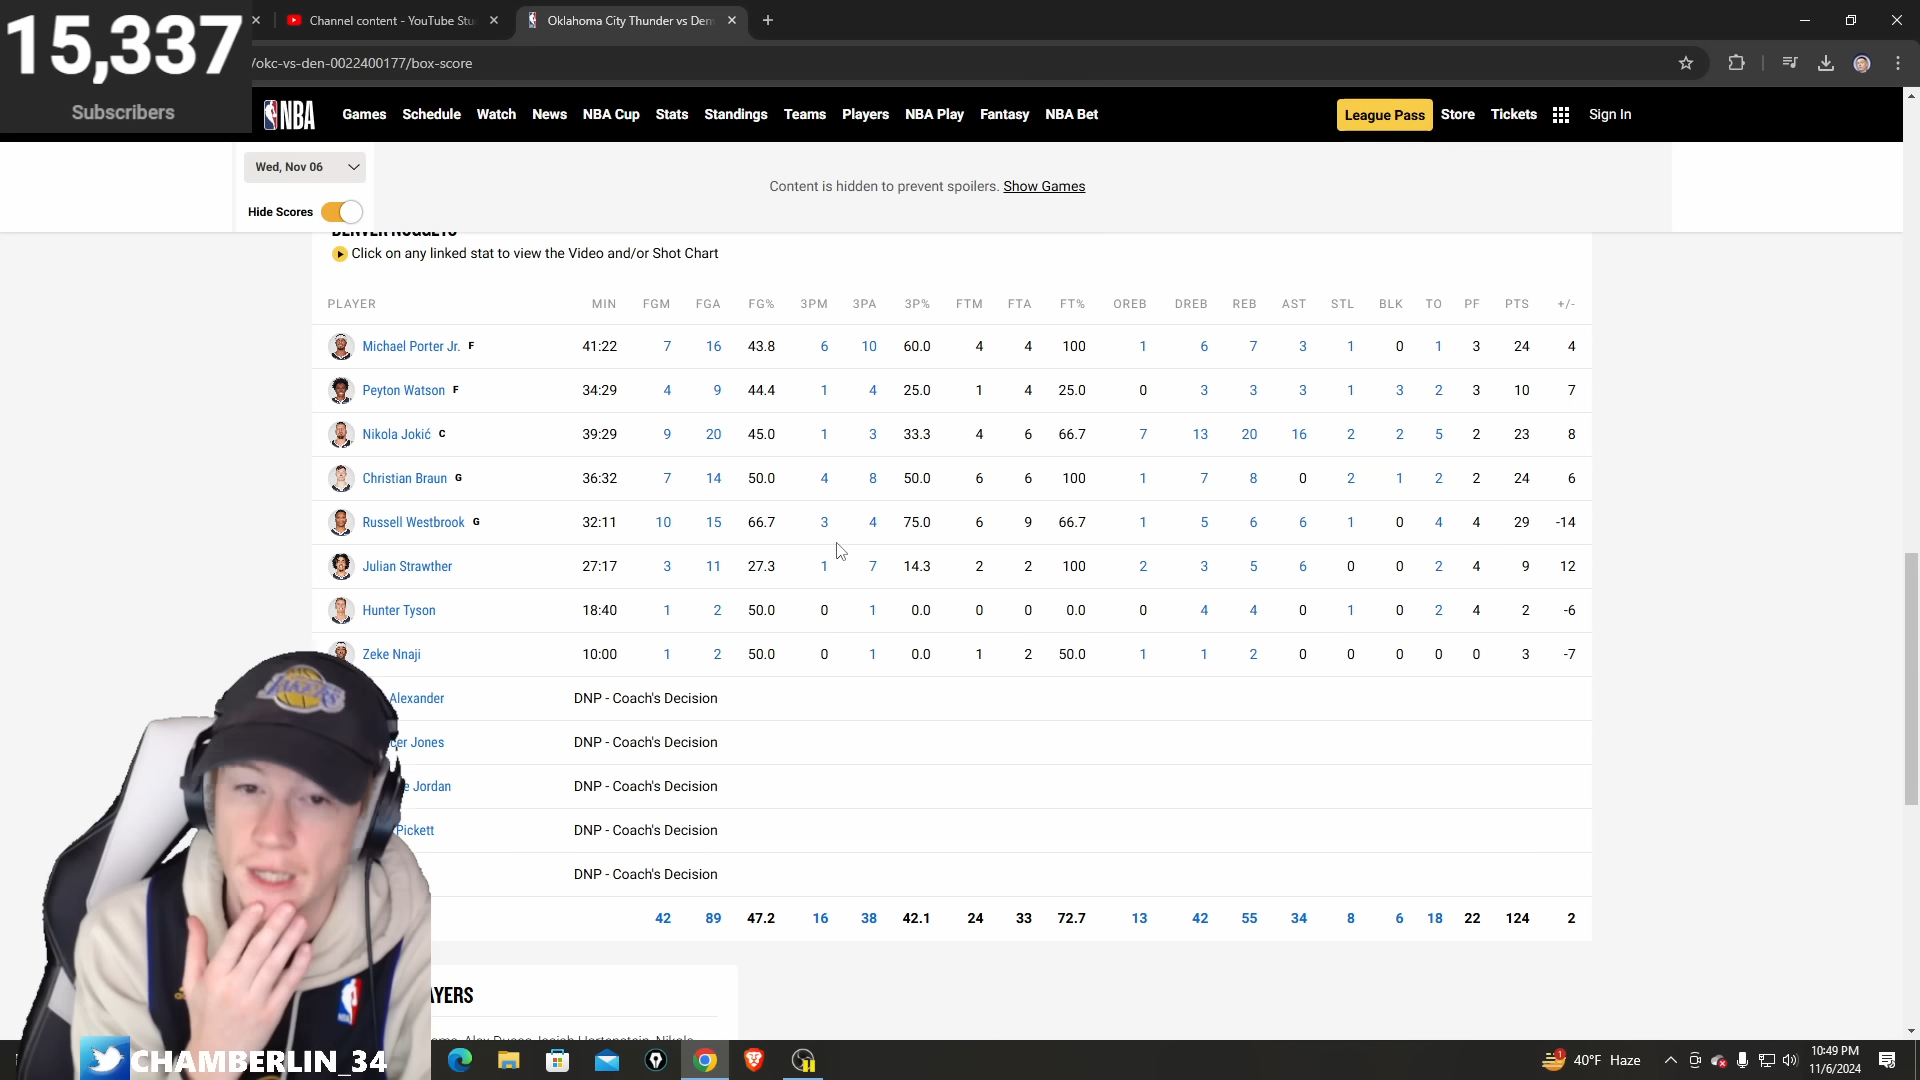 15,337
Subscribers
Channel content - YouTube Stu
Oklahoma City Thunder vs Den
/okc-vs-den-0022400177/box-score
NBA Games Schedule Watch News NBA Cup Stats Standings Teams Players NBA Play Fantasy NBA Bet League Pass Store Tickets Sign In
Wed, Nov 06
Content is hidden to prevent spoilers. Show Games
Hide Scores
DENVER NUGGETS
Click on any linked stat to view the Video and/or Shot Chart
PLAYER MIN FGM FGA FG% 3PM 3PA 3P% FTM FTA FT% OREB DREB REB AST STL BLK TO PF PTS +/-
Michael Porter Jr. F 41:22 7 16 43.8 6 10 60.0 4 4 100 1 6 7 3 1 0 1 3 24 4
Peyton Watson F 34:29 4 9 44.4 1 4 25.0 1 4 25.0 0 3 3 3 1 3 2 3 10 7
Nikola Jokić C 39:29 9 20 45.0 1 3 33.3 4 6 66.7 7 13 20 16 2 2 5 2 23 8
Christian Braun G 36:32 7 14 50.0 4 8 50.0 6 6 100 1 7 8 0 2 1 2 2 24 6
Russell Westbrook G 32:11 10 15 66.7 3 4 75.0 6 9 66.7 1 5 6 6 1 0 4 4 29 -14
Julian Strawther 27:17 3 11 27.3 1 7 14.3 2 2 100 2 3 5 6 0 0 2 4 9 12
Hunter Tyson 18:40 1 2 50.0 0 1 0.0 0 0 0.0 0 4 4 0 1 0 2 4 2 -6
Zeke Nnaji 10:00 1 2 50.0 0 1 0.0 1 2 50.0 1 1 2 0 0 0 0 0 3 -7
Alexander DNP - Coach's Decision
cer Jones DNP - Coach's Decision
e Jordan DNP - Coach's Decision
Pickett DNP - Coach's Decision
DNP - Coach's Decision
42 89 47.2 16 38 42.1 24 33 72.7 13 42 55 34 8 6 18 22 124 2
AYERS
LAKERS
CHAMBERLIN_34
1 40°F Haze
10:49 PM
11/6/2024